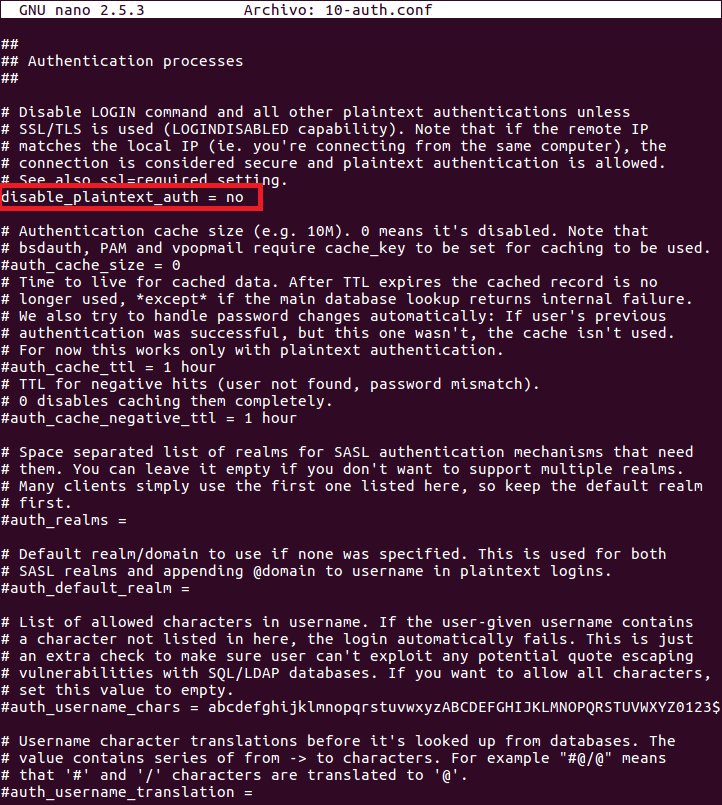 GNU nano 2.5.3 Archivo: 10-auth.conf
##
## Authentication processes
##
# Disable LOGIN command and all other plaintext authentications unless
# SSL/TLS is used (LOGINDISABLED capability). Note that if the remote IP
# matches the local IP (ie. you're connecting from the same computer), the
# connection is considered secure and plaintext authentication is allowed.
# See also ssl=required setting.
disable_plaintext_auth = no
# Authentication cache size (e.g. 10M). 0 means it's disabled. Note that
# bsdauth, PAM and vpopmail require cache_key to be set for caching to be used.
#auth_cache_size = 0
# Time to live for cached data. After TTL expires the cached record is no
# longer used, *except* if the main database lookup returns internal failure.
# We also try to handle password changes automatically: If user's previous
# authentication was successful, but this one wasn't, the cache isn't used.
# For now this works only with plaintext authentication.
#auth_cache_ttl = 1 hour
# TTL for negative hits (user not found, password mismatch).
# 0 disables caching them completely.
#auth_cache_negative_ttl = 1 hour
# Space separated list of realms for SASL authentication mechanisms that need
# them. You can leave it empty if you don't want to support multiple realms.
# Many clients simply use the first one listed here, so keep the default realm
# first.
#auth_realms =
# Default realm/domain to use if none was specified. This is used for both
# SASL realms and appending @domain to username in plaintext logins.
#auth_default_realm =
# List of allowed characters in username. If the user-given username contains
# a character not listed in here, the login automatically fails. This is just
# an extra check to make sure user can't exploit any potential quote escaping
# vulnerabilities with SQL/LDAP databases. If you want to allow all characters,
# set this value to empty.
#auth_username_chars = abcdefghijklmnopqrstuvwxyzABCDEFGHIJKLMNOPQRSTUVWXYZ0123$
# Username character translations before it's looked up from databases. The
# value contains series of from -> to characters. For example "#@/@" means
# that '#' and '/' characters are translated to '@'.
#auth_username_translation =